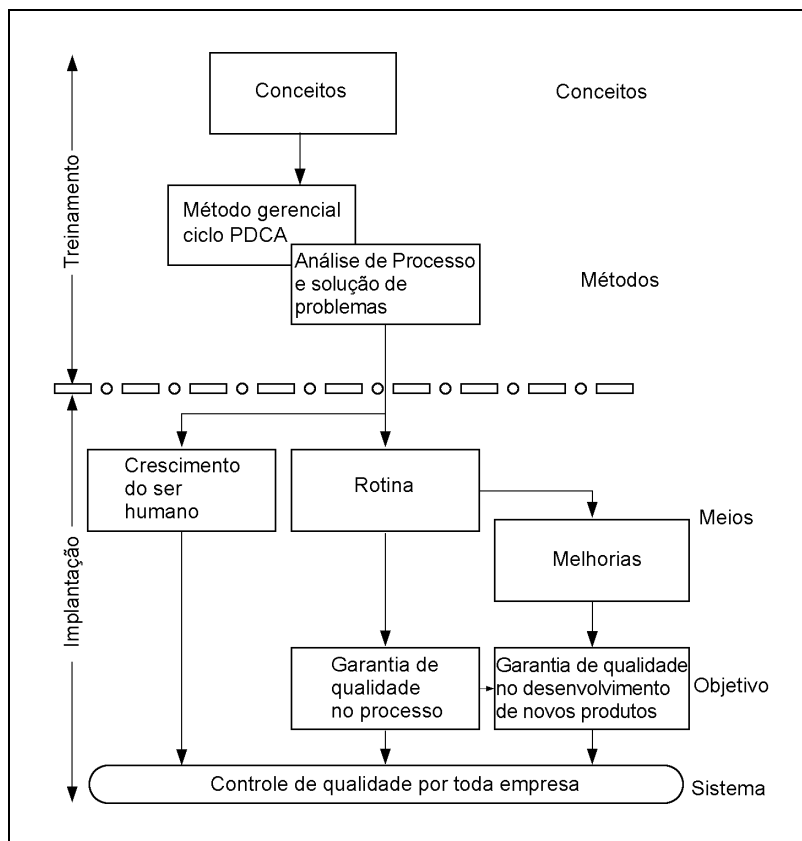 Conceitos
Conceitos
Treinamento
Método gerencial
ciclo PDCA
Análise de Processo
e solução de
problemas
Métodos
Implantação
Crescimento
do ser
humano
Rotina
Meios
Melhorias
Garantia de
qualidade
no processo
Garantia de qualidade
no desenvolvimento
de novos produtos
Objetivo
Controle de qualidade por toda empresa
Sistema